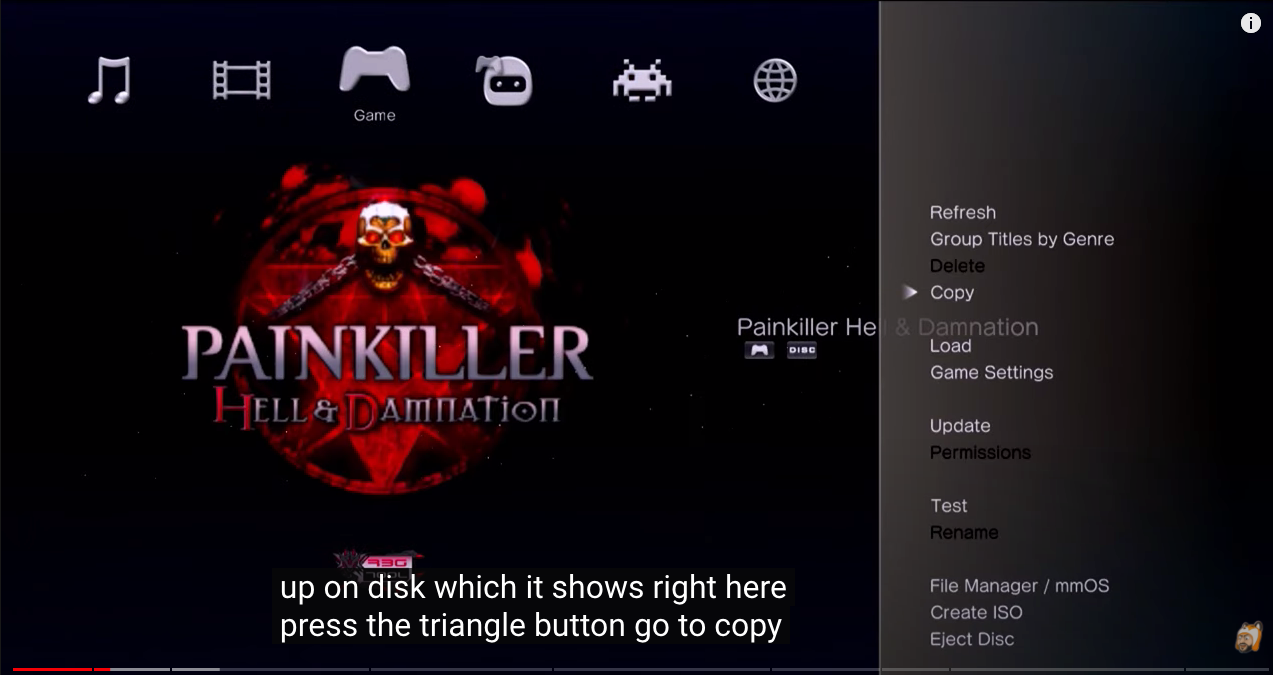 Game
PAINKILLER
HELL & DAMNATION
Refresh
Group Titles by Genre
Delete
Copy
Painkiller Hell & Damnation
DISC
Load
Game Settings
Update
Permissions
Test
Rename
File Manager / mmOS
Create ISO
Eject Disc
up on disk which it shows right here
press the triangle button go to copy